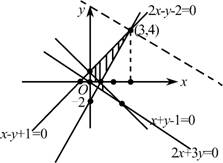 y
2x-y-2=0
(3,4)
O
x
-2
x-y+1=0
x+y-1=0
2x+3y=0